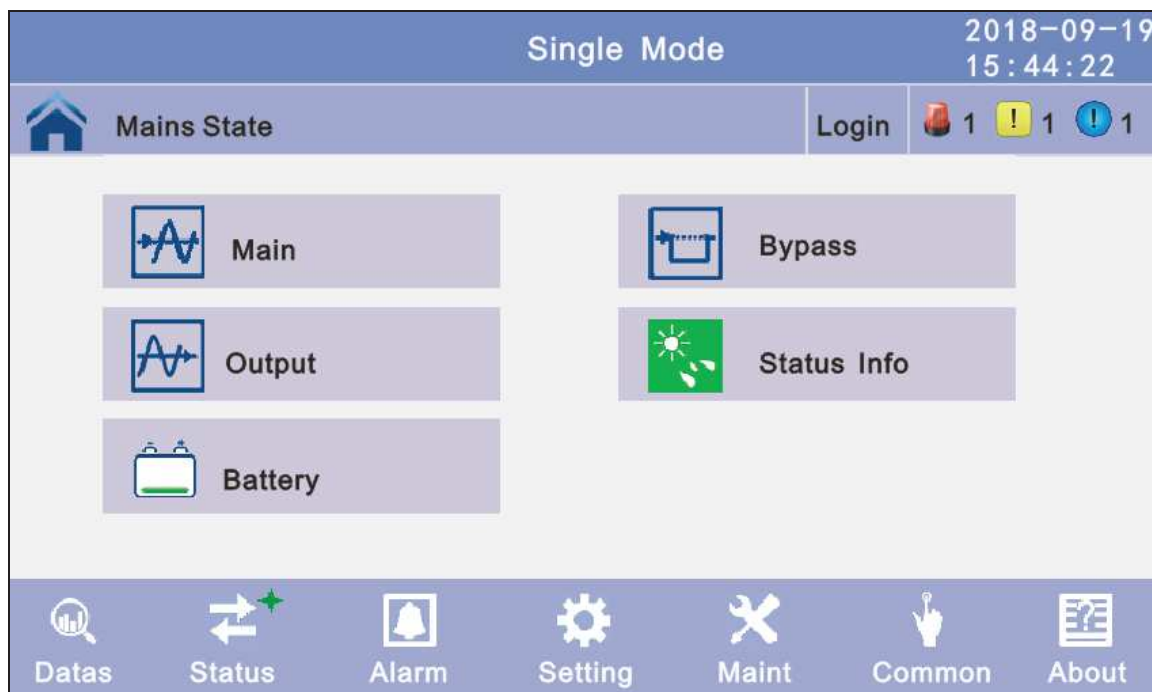 Single Mode
2018-09-19
15:44:22
Mains State
Login
1
! 1
! 1
Main
Bypass
Output
Status Info
Battery
Datas
Status
Alarm
Setting
Maint
Common
?
About